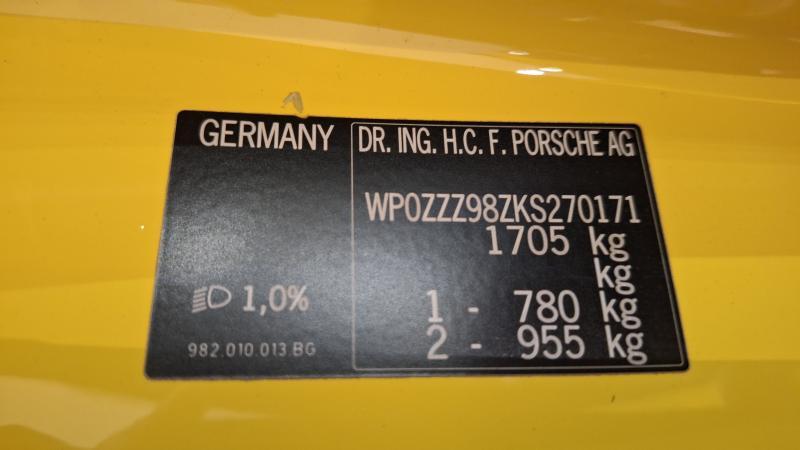 GERMANY
1,0%
982.010.013.BG
DR. ING. H.C. F. PORSCHE AG
WP0ZZZ98ZKS270171
1705 kg
kg
1 - 780 kg
2 - 955 kg